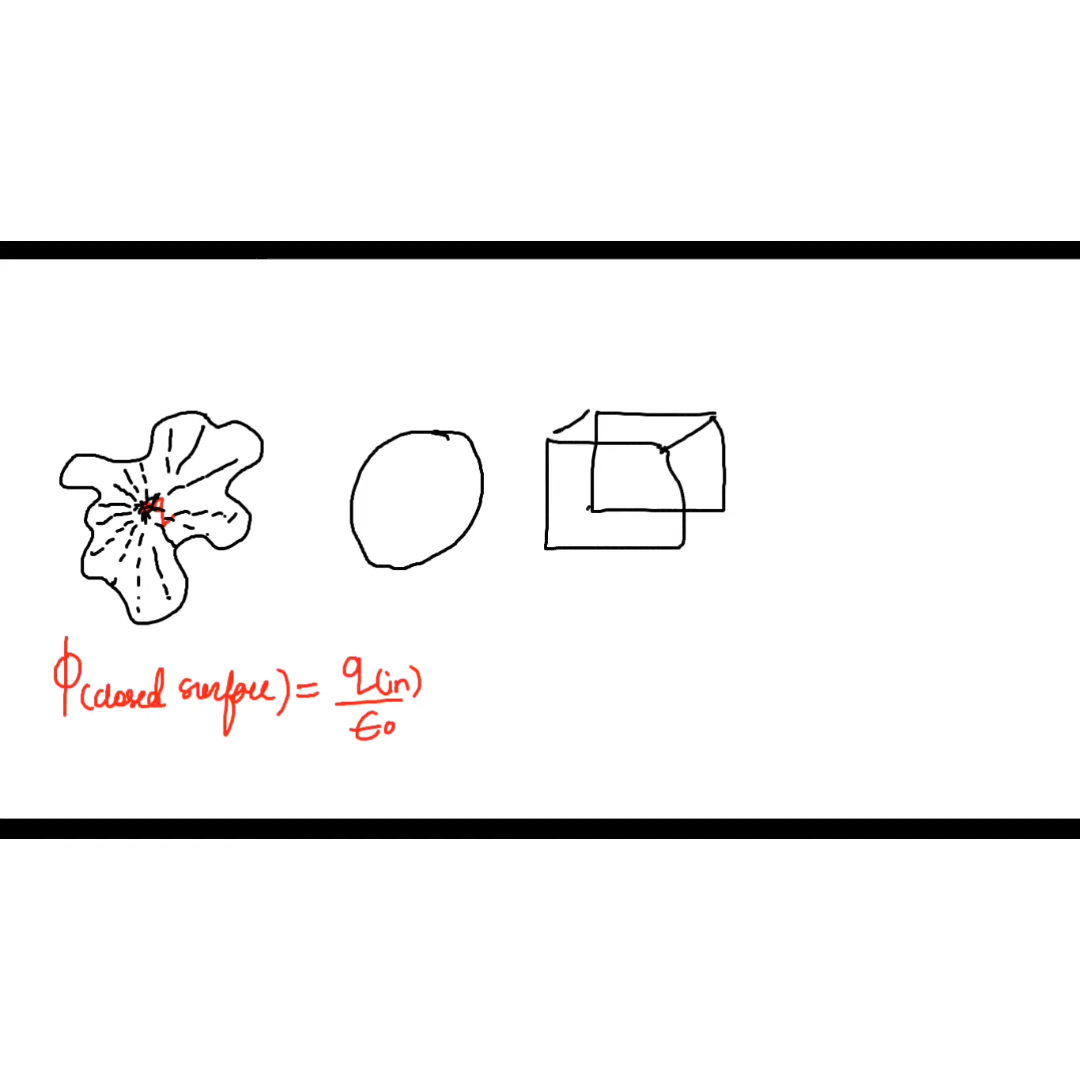 ϕ(closed surface) = q(in)
ϵ0